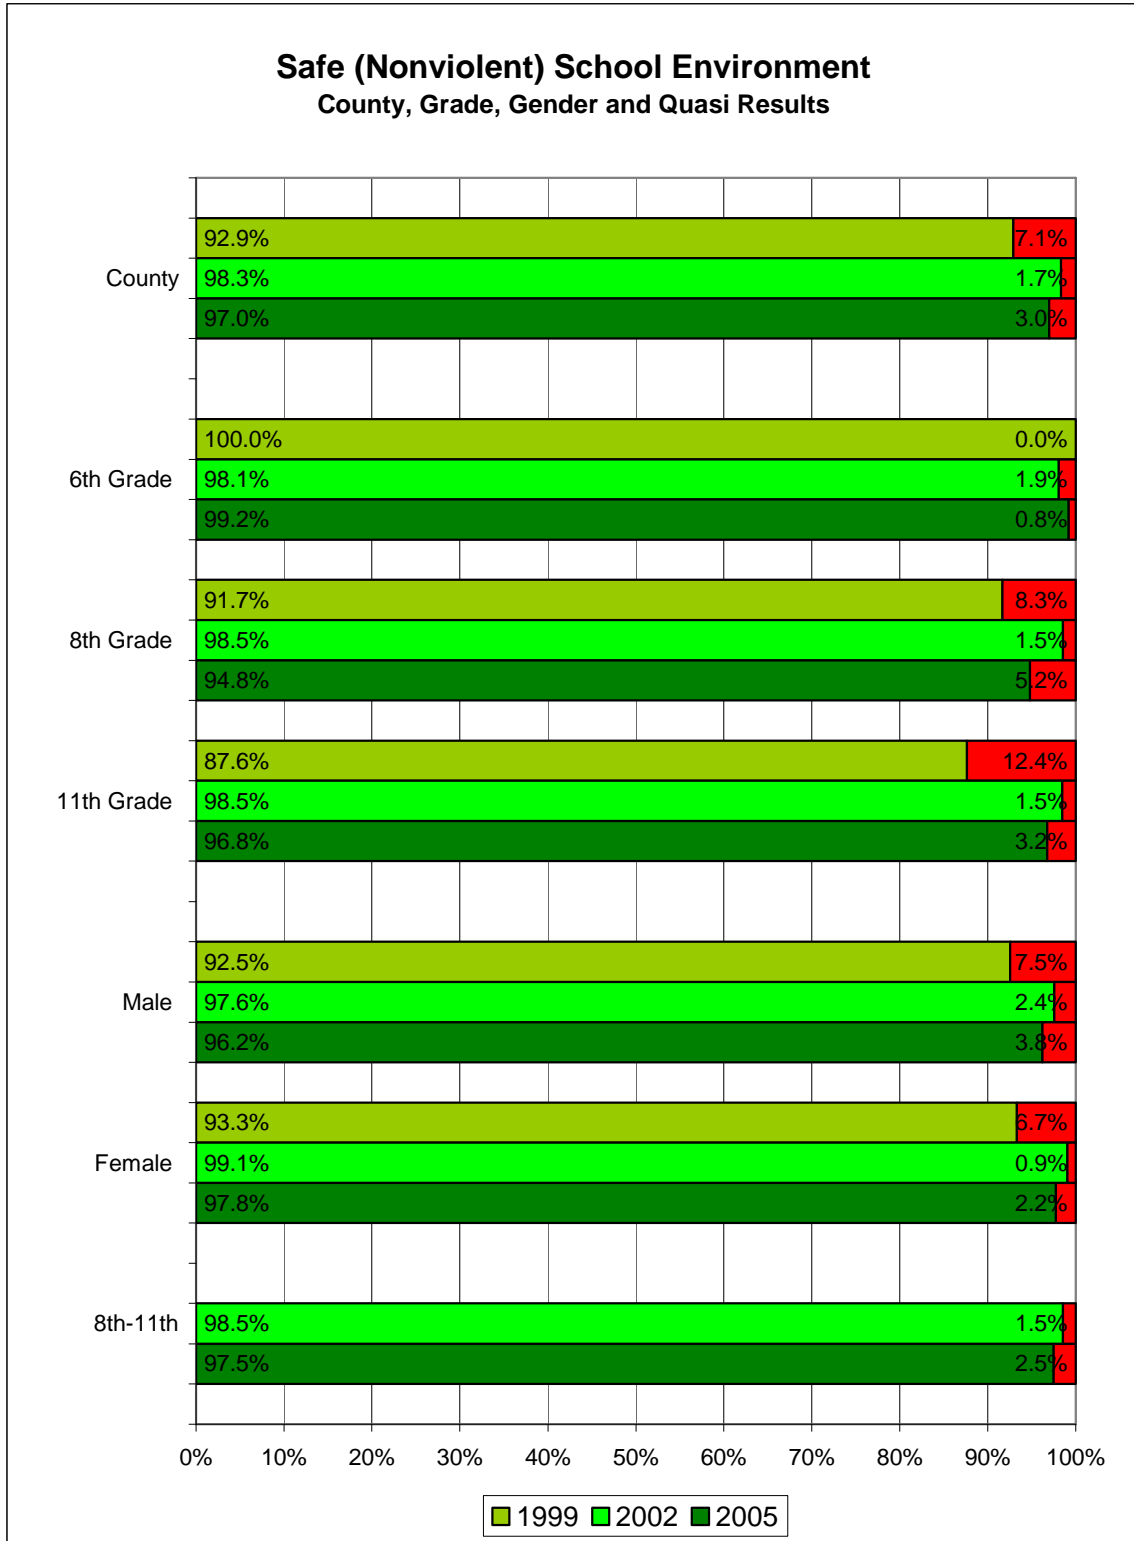 Safe (Nonviolent) School Environment
County, Grade, Gender and Quasi Results
92.9% 7.1%
County 98.3% 1.7%
97.0% 3.0%
100.0% 0.0%
6th Grade 98.1% 1.9%
99.2% 0.8%
91.7% 8.3%
8th Grade 98.5% 1.5%
94.8% 5.2%
87.6% 12.4%
11th Grade 98.5% 1.5%
96.8% 3.2%
92.5% 7.5%
Male 97.6% 2.4%
96.2% 3.8%
93.3% 6.7%
Female 99.1% 0.9%
97.8% 2.2%
8th-11th 98.5% 1.5%
97.5% 2.5%
0% 10% 20% 30% 40% 50% 60% 70% 80% 90% 100%
1999 2002 2005